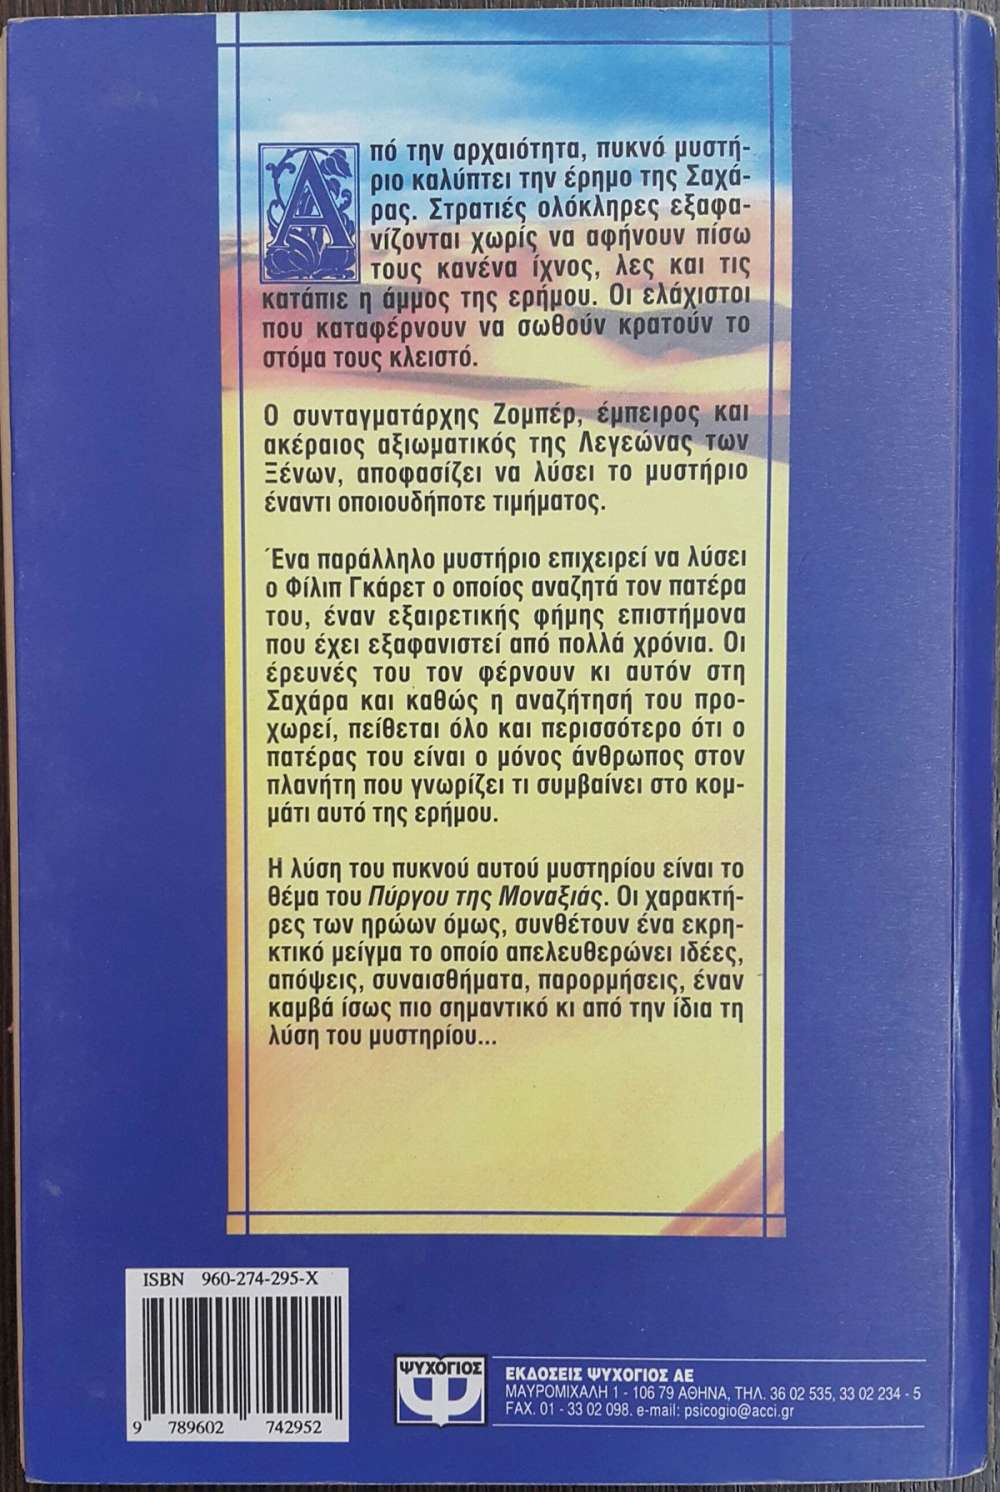 Από την αρχαιότητα, πυκνό μυστή-
ριο καλύπτει την έρημο της Σαχά-
ρας. Στρατιές ολόκληρες εξαφα-
νίζονται χωρίς να αφήνουν πίσω
τους κανένα ίχνος, λες και τις
κατάπιε η άμμος της ερήμου. Οι ελάχιστοι
που καταφέρνουν να σωθούν κρατούν το
στόμα τους κλειστό.
Ο συνταγματάρχης Ζομπέρ, έμπειρος και
ακέραιος αξιωματικός της Λεγεώνας των
Ξένων, αποφασίζει να λύσει το μυστήριο
έναντι οποιουδήποτε τιμήματος.
Ένα παράλληλο μυστήριο επιχειρεί να λύσει
ο Φίλιπ Γκάρετ ο οποίος αναζητά τον πατέρα
του, έναν εξαιρετικής φήμης επιστήμονα
που έχει εξαφανιστεί από πολλά χρόνια. Οι
έρευνές του τον φέρνουν κι αυτόν στη
Σαχάρα και καθώς η αναζήτησή του προ-
χωρεί, πείθεται όλο και περισσότερο ότι ο
πατέρας του είναι ο μόνος άνθρωπος στον
πλανήτη που γνωρίζει τι συμβαίνει στο κομ-
μάτι αυτό της ερήμου.
Η λύση του πυκνού αυτού μυστηρίου είναι το
θέμα του Πύργου της Μοναξιάς. Οι χαρακτή-
ρες των ηρώων όμως, συνθέτουν ένα εκρη-
κτικό μείγμα το οποίο απελευθερώνει ιδέες,
απόψεις, συναισθήματα, παρορμήσεις, έναν
καμβά ίσως πιο σημαντικό κι από την ίδια τη
λύση του μυστηρίου...
ISBN 960-274-295-X
9 789602 742952
ΨΥΧΟΓΙΟΣ
ΕΚΔΟΣΕΙΣ ΨΥΧΟΓΙΟΣ ΑΕ
ΜΑΥΡΟΜΙΧΑΛΗ 1 - 106 79 ΑΘΗΝΑ, ΤΗΛ. 36 02 535, 33 02 234 - 5
FAX. 01 - 33 02 098. e-mail: psicogio@acci.gr